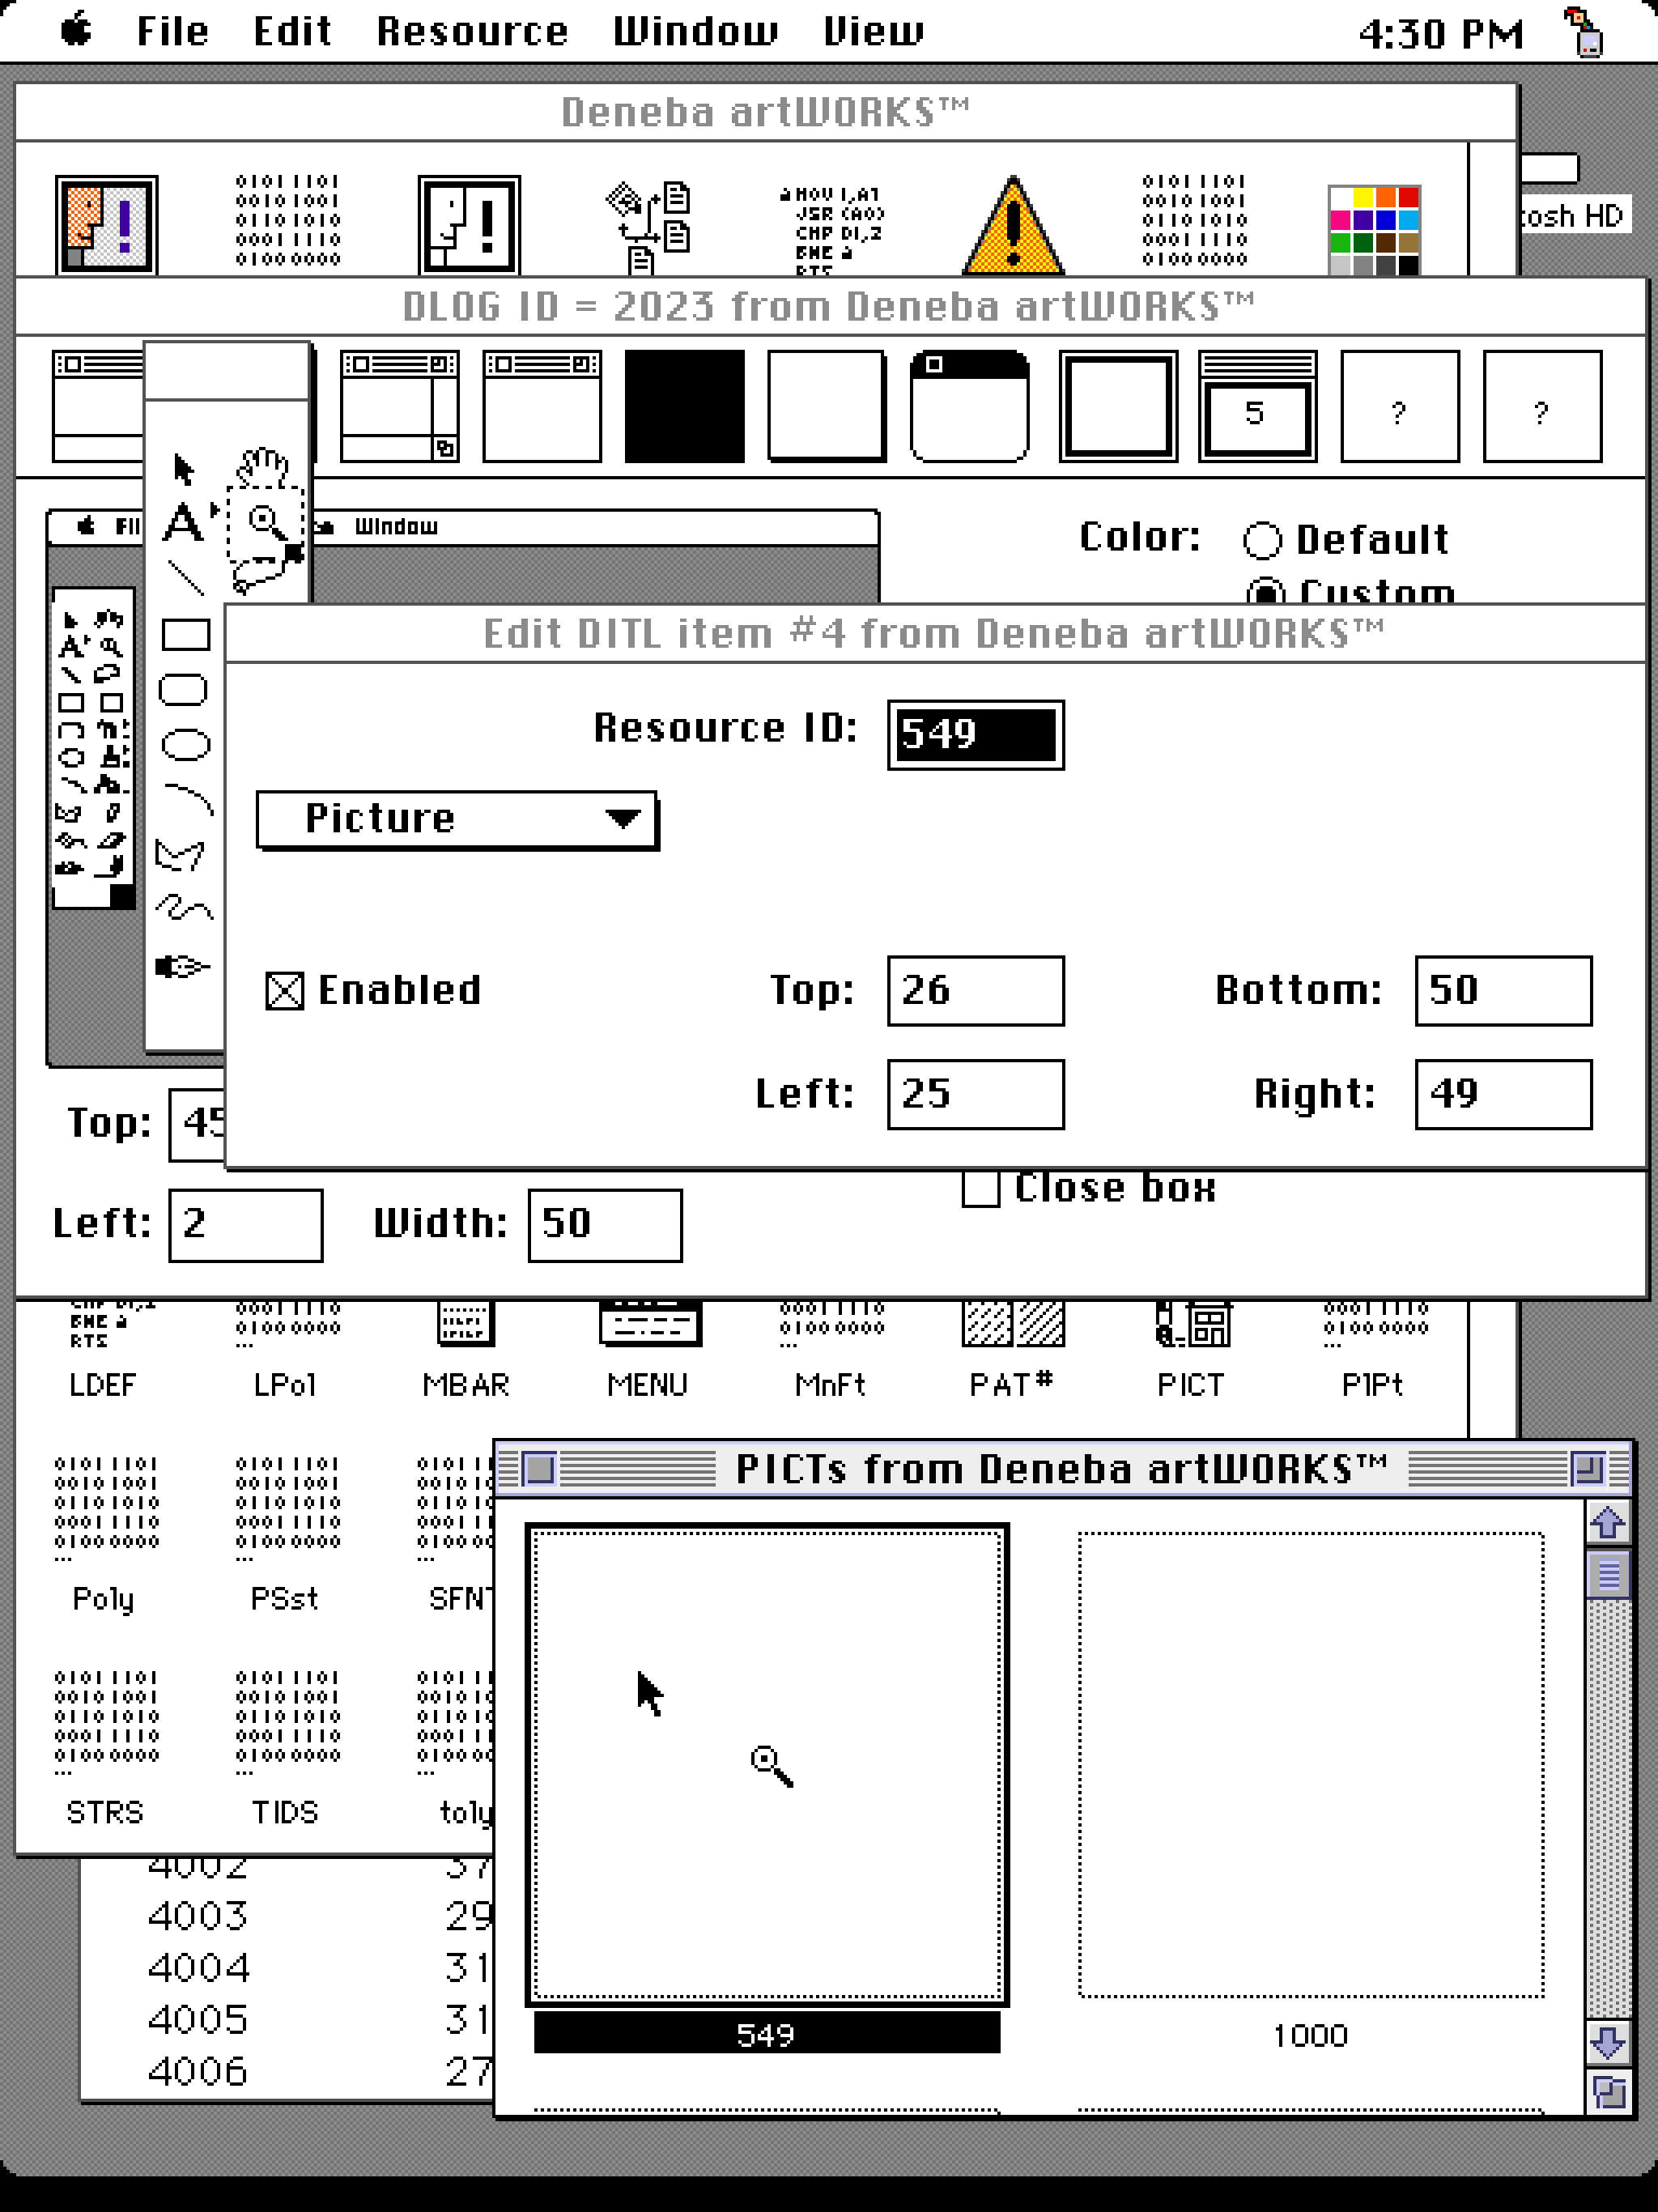 File Edit Resource Window View 4:30 PM
Deneba artWORKS™
tosh HD
DLOG ID = 2023 from Deneba artWORKS™
5 ? ?
Window
A
Color: Default
Custom
Edit DITL item #4 from Deneba artWORKS™
Resource ID: 549
Picture
Enabled Top: 26 Bottom: 50
Left: 25 Right: 49
Top: 45
Close box
Left: 2 Width: 50
LDEF LPol MBAR MENU MnFt PAT# PICT PlPt
PICTs from Deneba artWORKS™
Poly PSst SFNT
STRS TIDS toly
4002 37
4003 29
4004 31
4005 31
4006 27
549 1000